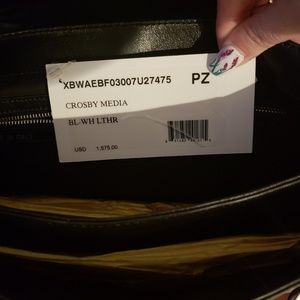 XBWAEBF03007U27475 PZ
CROSBY MEDIA
BL-WH LTHR
USD 1,575.00